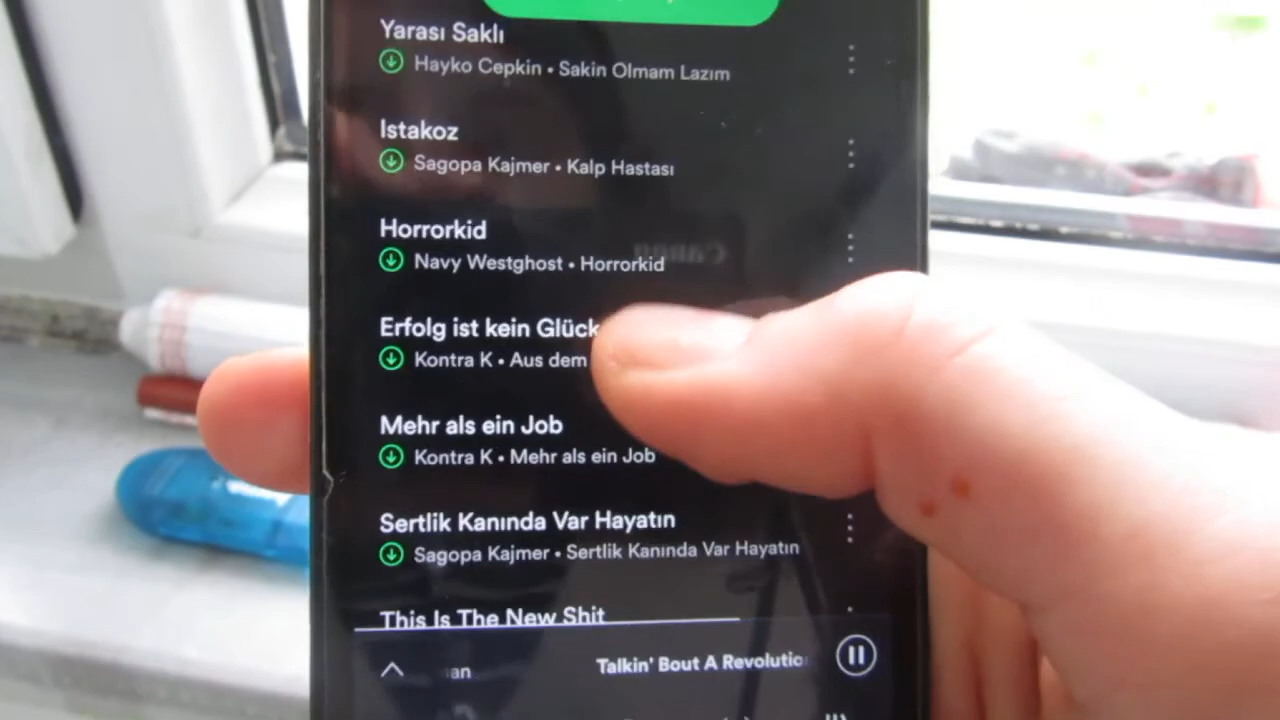 Yarası Saklı
Hayko Cepkin • Sakin Olmam Lazım
Istakoz
Sagopa Kajmer • Kalp Hastası
Horrorkid
Navy Westghost • Horrorkid
Erfolg ist kein Glück
Kontra K • Aus dem
Mehr als ein Job
Kontra K • Mehr als ein Job
Sertlik Kanında Var Hayatın
Sagopa Kajmer • Sertlik Kanında Var Hayatın
This Is The New Shit
an Talkin' Bout A Revolutio